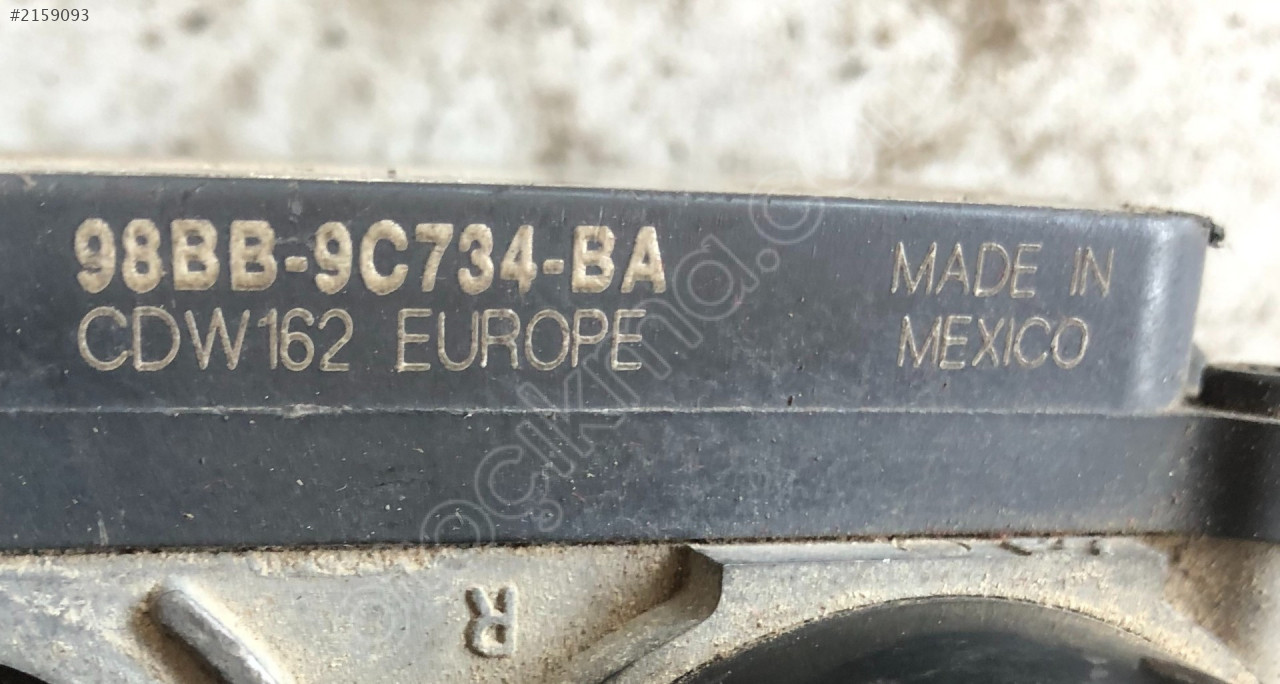 #2159093
98BB-9C734-BA
CDW162 EUROPE
MADE IN
MEXICO
R